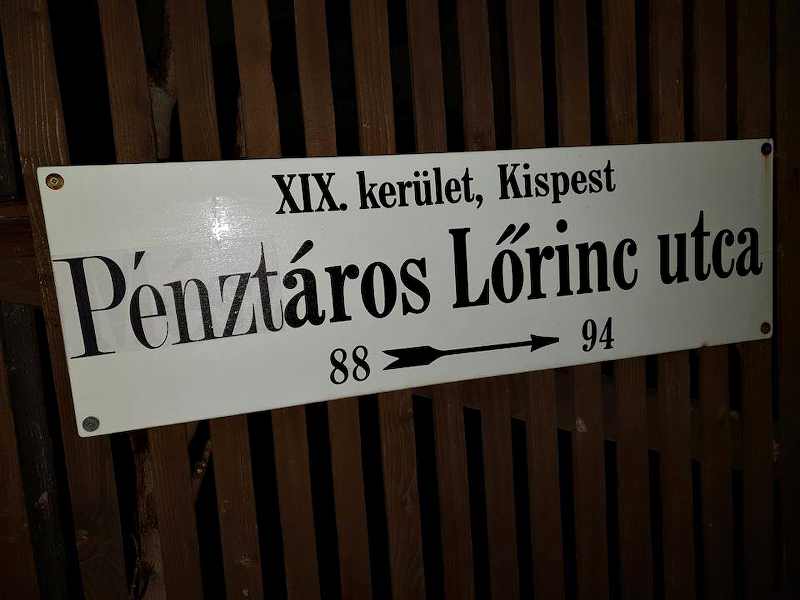 XIX. kerület, Kispest
Pénztáros Lőrinc utca
88 94